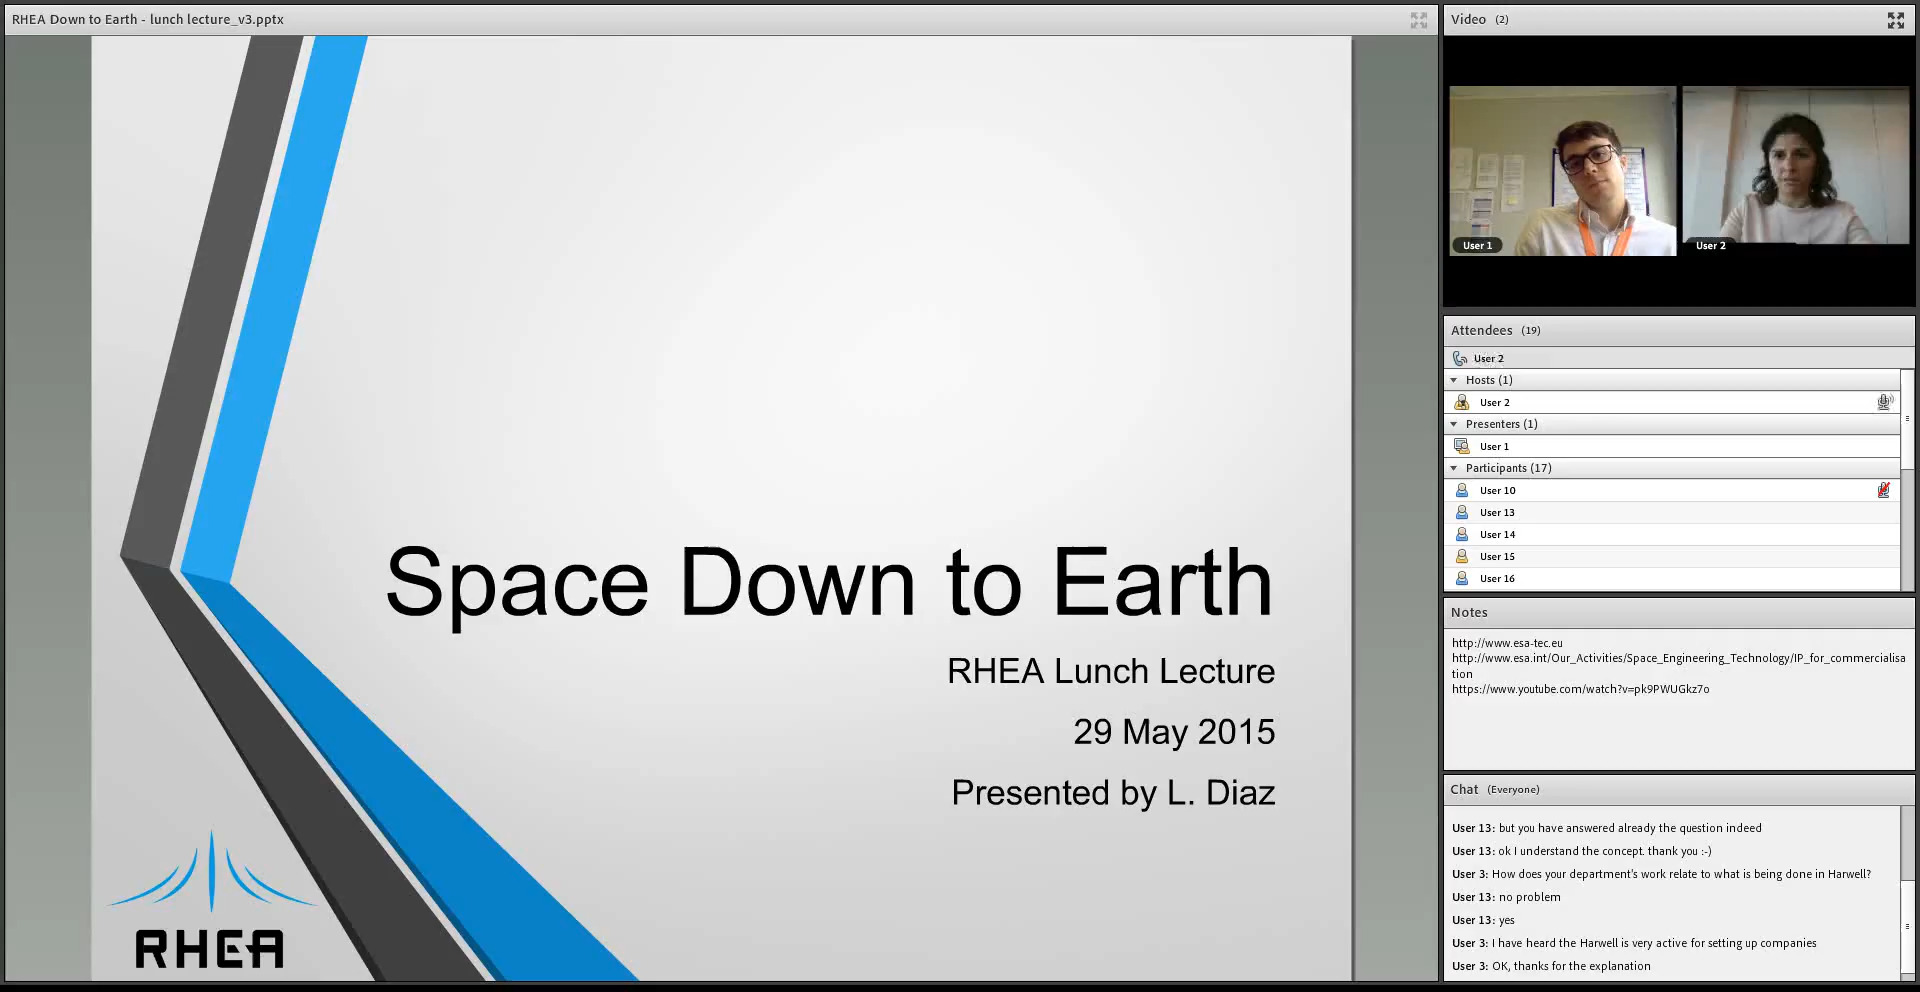 RHEA Down to Earth - lunch lecture_v3.pptx
Space Down to Earth
RHEA Lunch Lecture
29 May 2015
Presented by L. Diaz
RHEA
Video (2)
User 1
User 2
Attendees (19)
User 2
Hosts (1)
User 2
Presenters (1)
User 1
Participants (17)
User 10
User 13
User 14
User 15
User 16
Notes
http://www.esa-tec.eu
http://www.esa.int/Our_Activities/Space_Engineering_Technology/IP_for_commercialisa
tion
https://www.youtube.com/watch?v=pk9PWUGkz7o
Chat (Everyone)
User 13: but you have answered already the question indeed
User 13: ok I understand the concept. thank you :-)
User 3: How does your department's work relate to what is being done in Harwell?
User 13: no problem
User 13: yes
User 3: I have heard the Harwell is very active for setting up companies
User 3: OK, thanks for the explanation